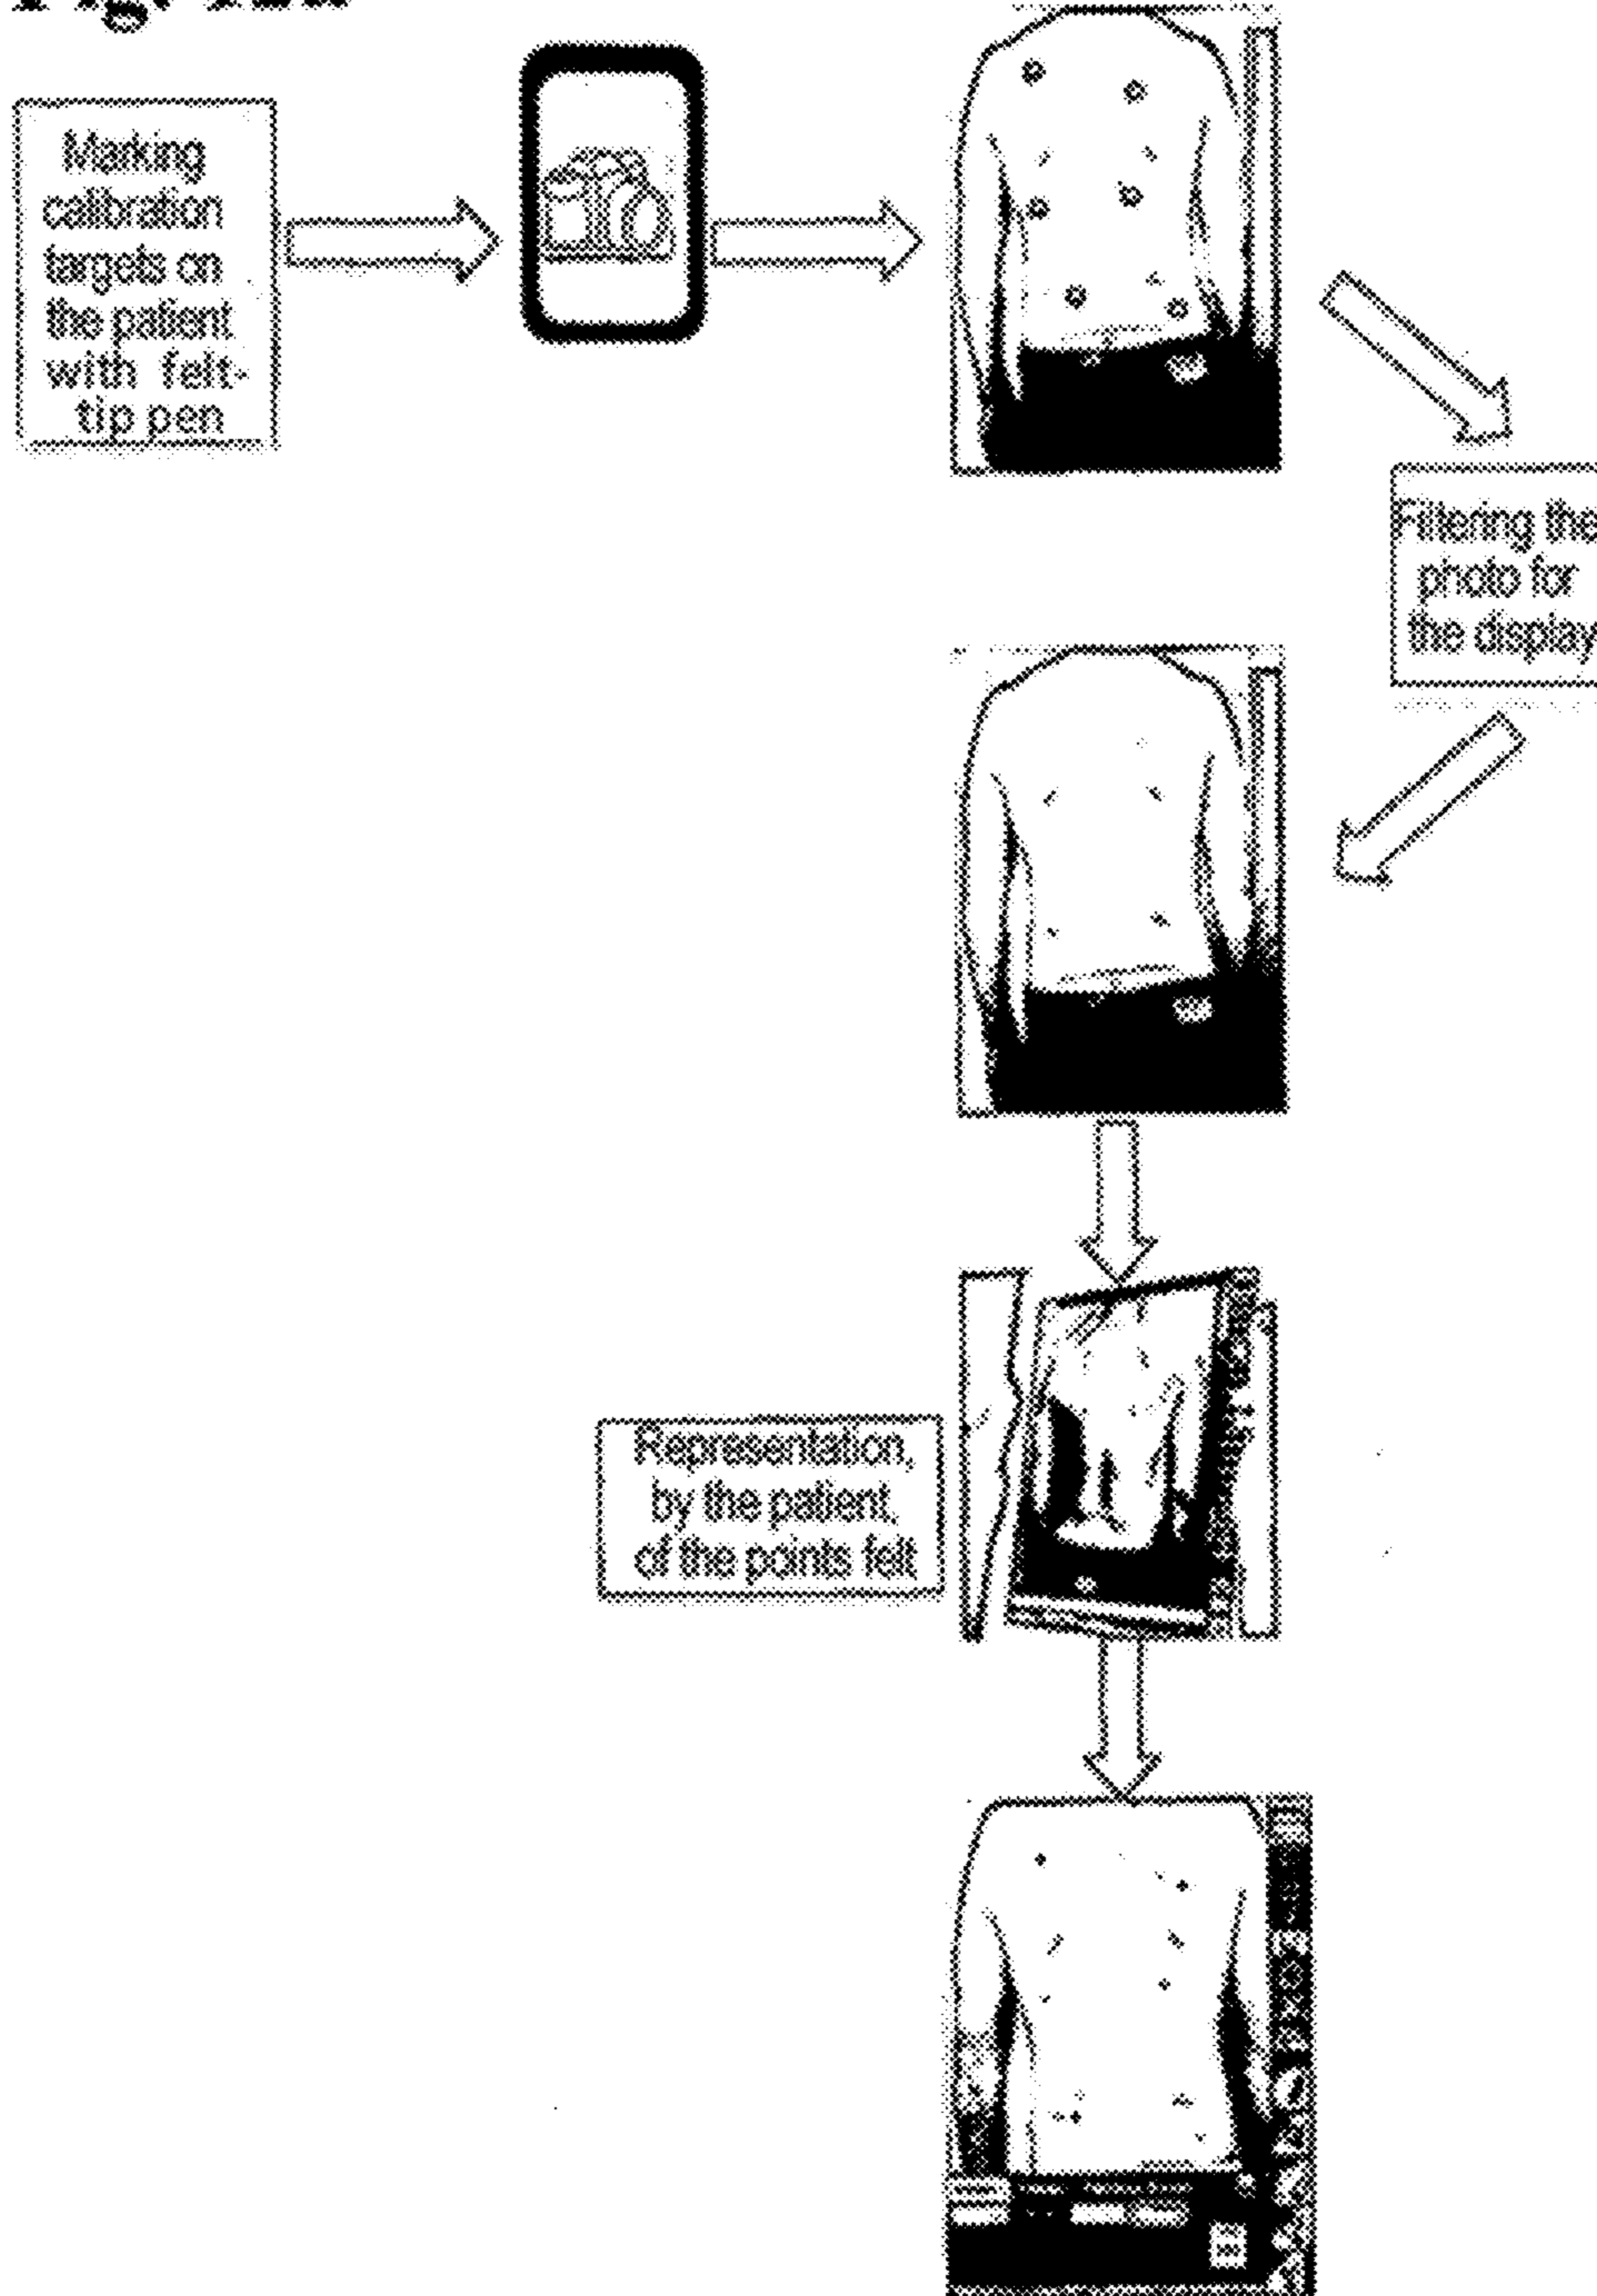 Marking
calibration
targets on
the patient
with felt-
tip pen
Filtering the
photo for
the display
Representation,
by the patient,
of the points felt